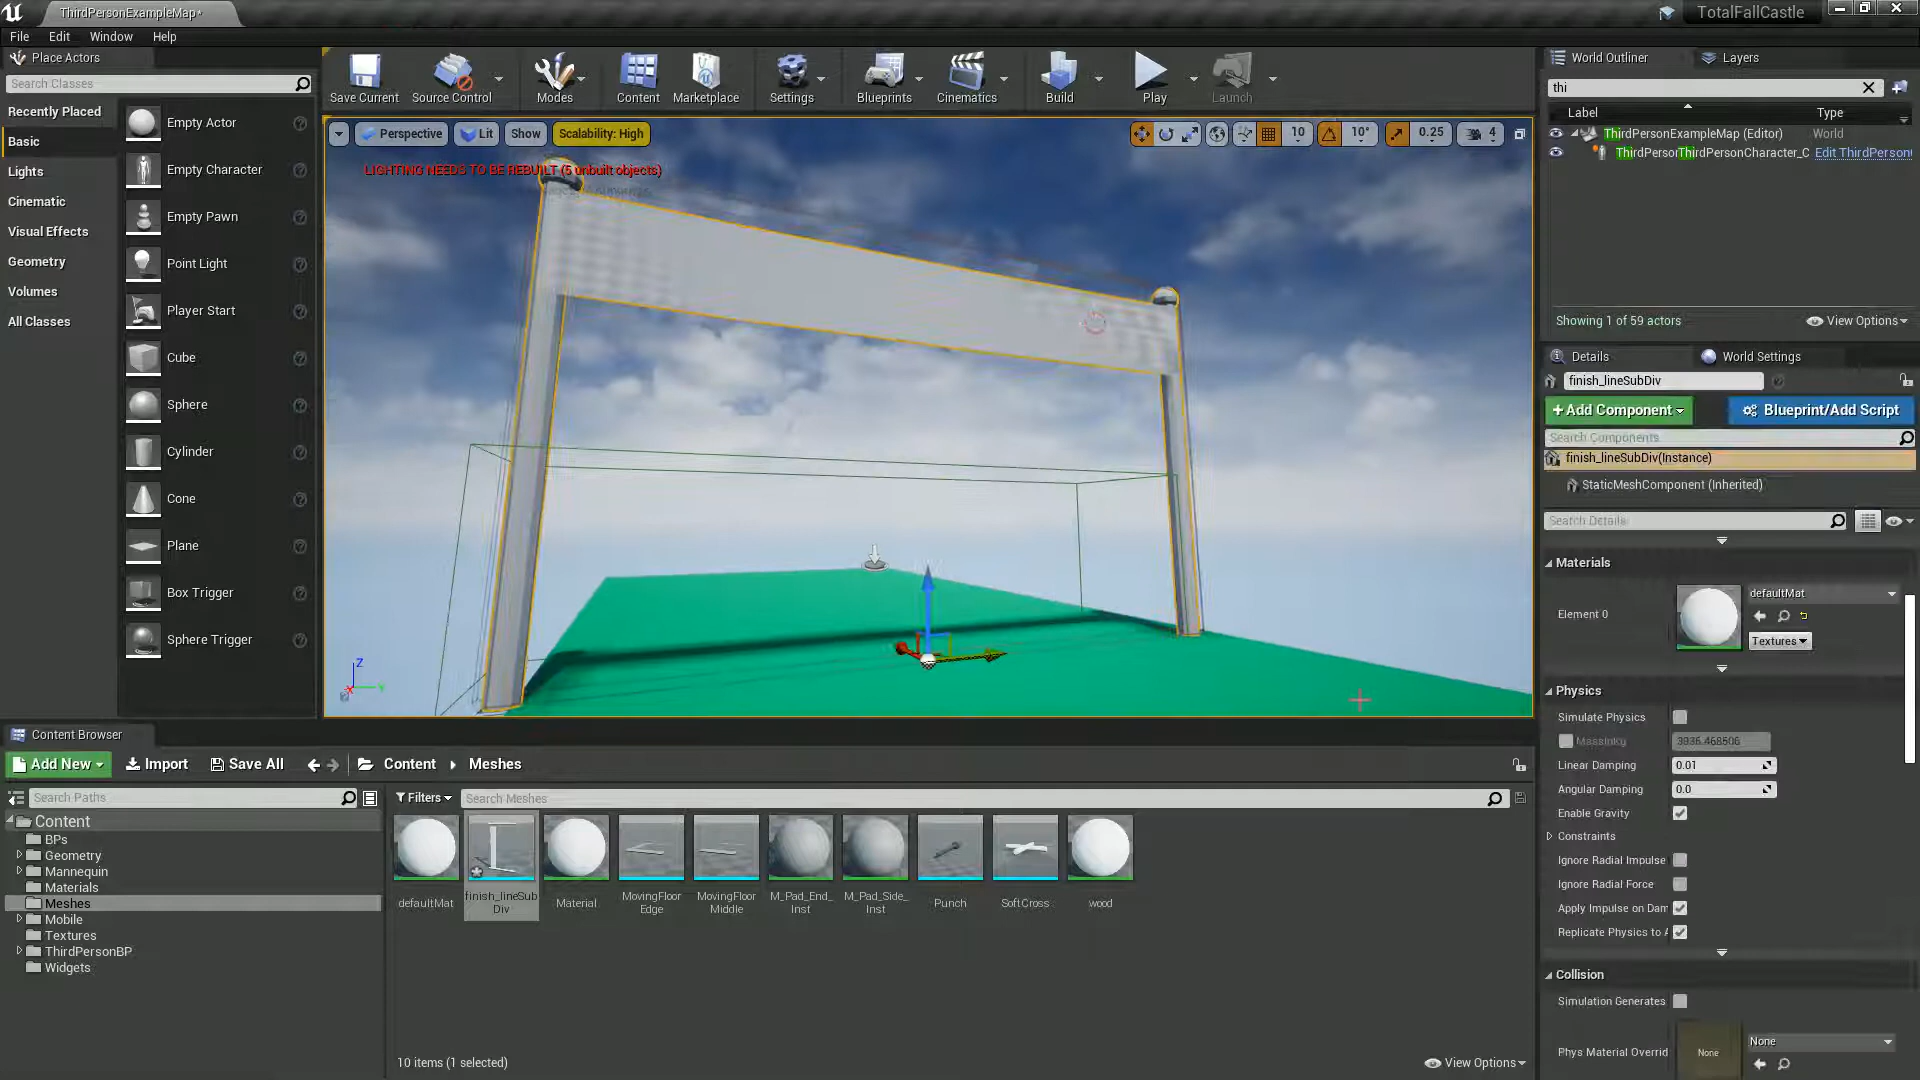 ThirdPersonExampleMap*
TotalFallCastle
File Edit Window Help
Place Actors
Search Classes
Recently Placed
Basic
Lights
Cinematic
Visual Effects
Geometry
Volumes
All Classes
Empty Actor
Empty Character
Empty Pawn
Point Light
Player Start
Cube
Sphere
Cylinder
Cone
Plane
Box Trigger
Sphere Trigger
Save Current
Source Control
Modes
Content
Marketplace
Settings
Blueprints
Cinematics
Build
Play
Launch
Perspective
Lit
Show
Scalability: High
10
10°
0.25
4
LIGHTING NEEDS TO BE REBUILT (5 unbuilt objects)
Z
World Outliner
Layers
thi
Label
Type
ThirdPersonExampleMap (Editor) World
ThirdPersonThirdPersonCharacter_C Edit ThirdPerson
Showing 1 of 59 actors
View Options
Details
World Settings
finish_lineSubDiv
+Add Component
Blueprint/Add Script
Search Components
finish_lineSubDiv(Instance)
StaticMeshComponent (Inherited)
Search Details
Materials
Element 0
defaultMat
Textures
Physics
Simulate Physics
MassInKg
3936.468506
Linear Damping
0.01
Angular Damping
0.0
Enable Gravity
Constraints
Ignore Radial Impulse
Ignore Radial Force
Apply Impulse on Dam
Replicate Physics to A
Collision
Simulation Generates
Phys Material Overrid
None
None
Content Browser
Add New
Import
Save All
Content
Meshes
Search Paths
Filters
Search Meshes
Content
BPs
Geometry
Mannequin
Materials
Meshes
Mobile
Textures
ThirdPersonBP
Widgets
defaultMat
finish_lineSub
Div
Material
MovingFloor
Edge
MovingFloor
Middle
M_Pad_End_
Inst
M_Pad_Side_
Inst
Punch
SoftCross
wood
10 items (1 selected)
View Options